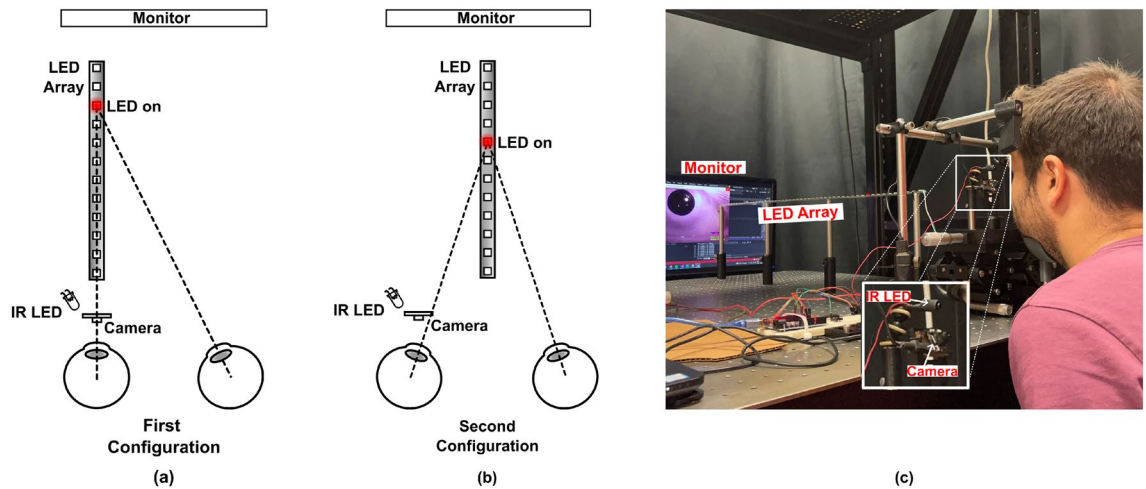 Monitor
LED
Array
LED on
IR LED
Camera
First
Configuration
(a)
Monitor
LED
Array
LED on
IR LED
Camera
Second
Configuration
(b)
Monitor
LED Array
IR LED
Camera
(c)